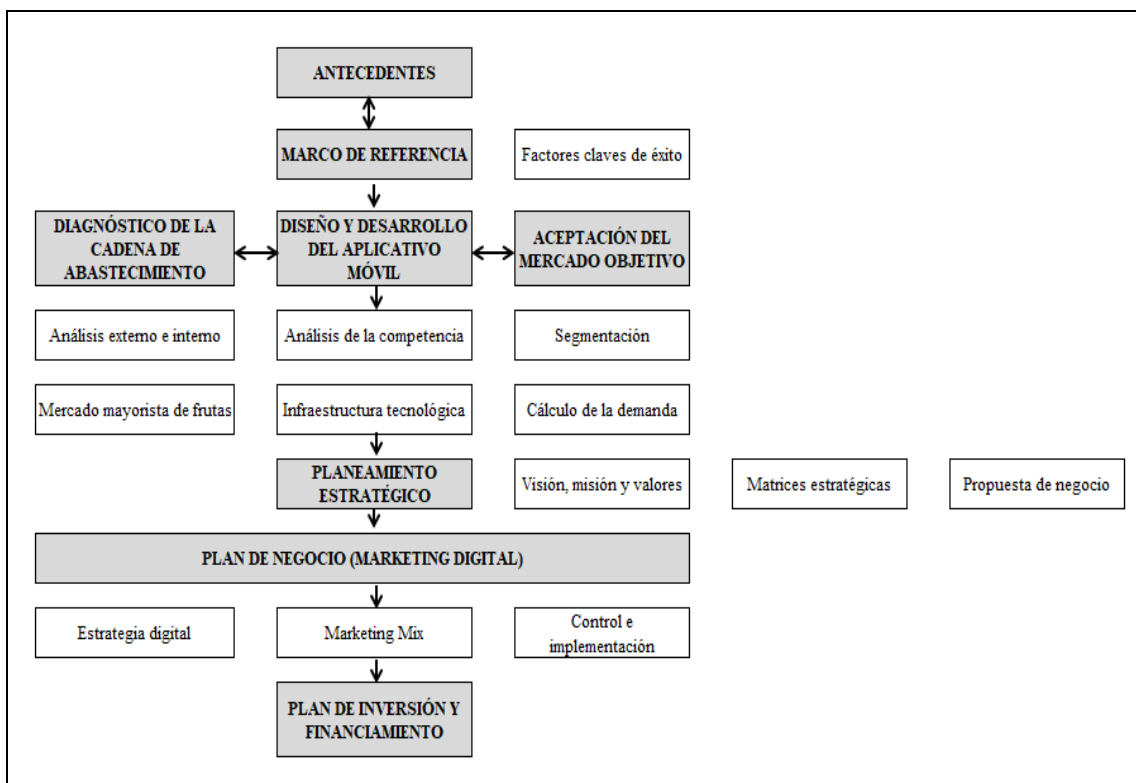 ANTECEDENTES
MARCO DE REFERENCIA
Factores claves de éxito
DIAGNÓSTICO DE LA
CADENA DE
ABASTECIMIENTO
DISEÑO Y DESARROLLO
DEL APLICATIVO
MÓVIL
ACEPTACIÓN DEL
MERCADO OBJETIVO
Análisis externo e interno
Análisis de la competencia
Segmentación
Mercado mayorista de frutas
Infraestructura tecnológica
Cálculo de la demanda
PLANEAMIENTO
ESTRATÉGICO
Visión, misión y valores
Matrices estratégicas
Propuesta de negocio
PLAN DE NEGOCIO (MARKETING DIGITAL)
Estrategia digital
Marketing Mix
Control e
implementación
PLAN DE INVERSIÓN Y
FINANCIAMIENTO